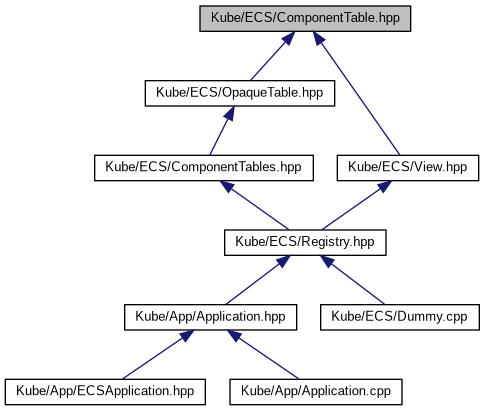 Kube/ECS/ComponentTable.hpp
Kube/ECS/OpaqueTable.hpp
Kube/ECS/ComponentTables.hpp
Kube/ECS/View.hpp
Kube/ECS/Registry.hpp
Kube/App/Application.hpp
Kube/ECS/Dummy.cpp
Kube/App/ECSApplication.hpp
Kube/App/Application.cpp